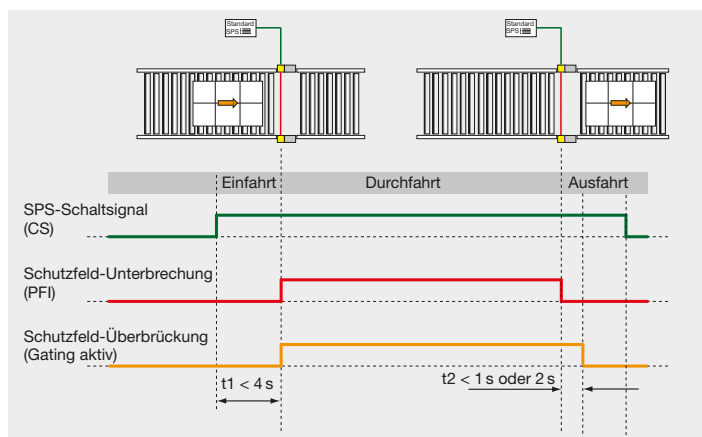 Standard
SPS
Standard
SPS
Einfahrt
Durchfahrt
Ausfahrt
SPS-Schaltsignal
(CS)
Schutzfeld-Unterbrechung
(PFI)
Schutzfeld-Überbrückung
(Gating aktiv)
t1 < 4 s
t2 < 1 s oder 2 s